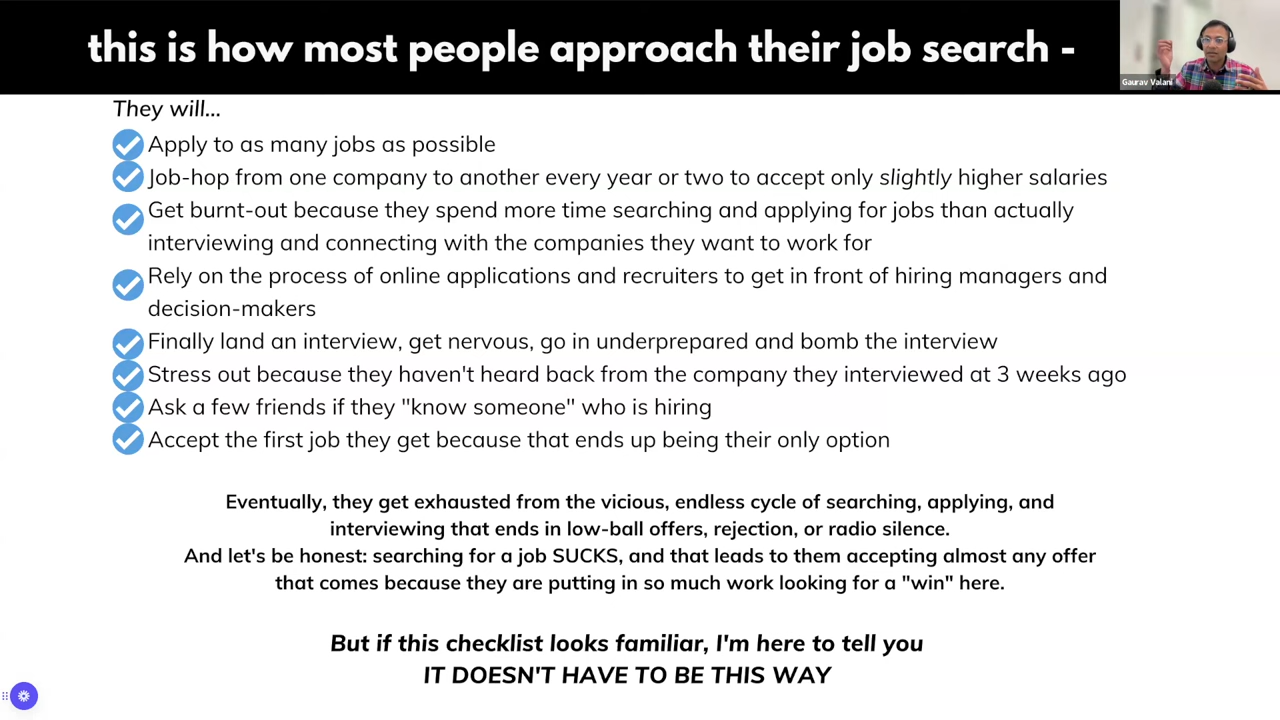 this is how most people approach their job search -
Gaurav Valani
They will...
Apply to as many jobs as possible
Job-hop from one company to another every year or two to accept only slightly higher salaries
Get burnt-out because they spend more time searching and applying for jobs than actually
interviewing and connecting with the companies they want to work for
Rely on the process of online applications and recruiters to get in front of hiring managers and
decision-makers
Finally land an interview, get nervous, go in underprepared and bomb the interview
Stress out because they haven't heard back from the company they interviewed at 3 weeks ago
Ask a few friends if they "know someone" who is hiring
Accept the first job they get because that ends up being their only option
Eventually, they get exhausted from the vicious, endless cycle of searching, applying, and
interviewing that ends in low-ball offers, rejection, or radio silence.
And let's be honest: searching for a job SUCKS, and that leads to them accepting almost any offer
that comes because they are putting in so much work looking for a "win" here.
But if this checklist looks familiar, I'm here to tell you
IT DOESN'T HAVE TO BE THIS WAY